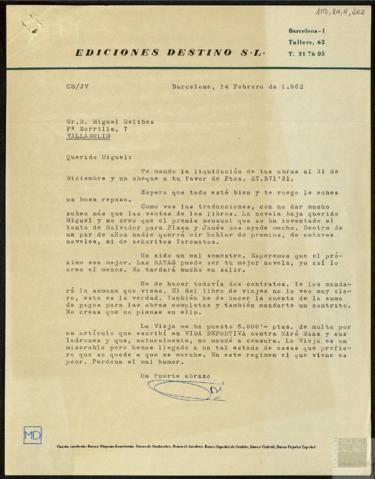 AMD, 84, 4, 202
Barcelona-1
Tallers, 62
T. 31 76 05
EDICIONES DESTINO S·L·
CS/JV
Barcelona, 14 Febrero de 1.962
Sr.D. Miguel Delibes
Pº Zorrilla, 7
VALLADOLID
Querido Miguel:
Te mando la liquidación de tus obras al 31 de
Diciembre y un cheque a tu favor de Ptas. 27.571'91.
Espero que todo esté bien y te ruego le eches
un buen repaso.
Como ves las traducciones, con no dar mucho
suben más que las ventas de los libros. La novela baja querido
Miguel y creo que el premio mensual que se ha inventado el
tonto de Salvador para Plaza y Janés nos ayude mucho. Dentro de
un par de años nadie querrá oir hablar de premios, de autores
noveles, ni de señoritos
Ha sido un mal semestre. Esperemos que el pró-
ximo sea mejor. Las RATAS puede ser tu mejor novela, yo así lo
creo al menos. No tardará mucho en salir.
He de hacer todavía dos contratos. Te los manda-
ré la semana que viene. El del libro de viajes no lo veo muy cla-
ro, esta es la verdad. También he de hacer la cuenta de la suma
de pagos para las obras completas y también mandarte un contrato.
No creas que no pienso en ello.
La Vieja me ha puesto 5.000'- ptas. de multa por
un artículo que escribí en VIDA DEPORTIVA contra Miró Sans y sus
ladrones y que, naturalmente, no mandé a censura. La Vieja es un
miserable pero hemos llegado a un tal estado de cosas que prefie-
ro que se quede a que se marche. En este regimen el que viene es
peor. Perdona el mal humor.
Un fuerte abrazo
MD